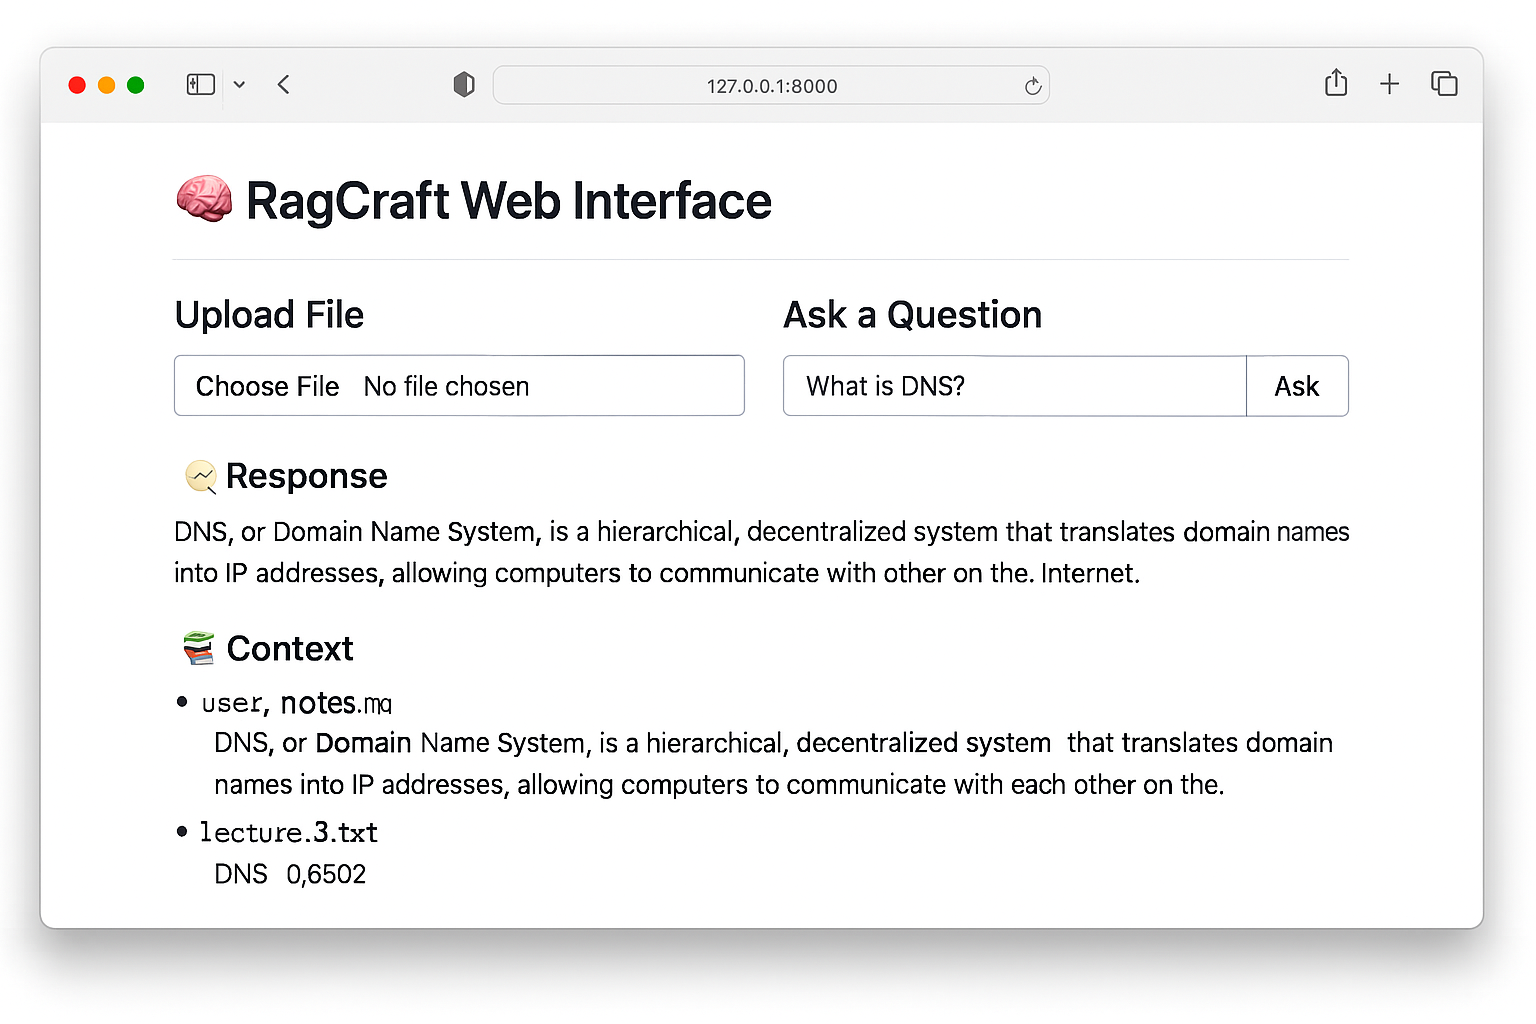 127.0.0.1:8000
RagCraft Web Interface
Upload File
Ask a Question
Choose File No file chosen
What is DNS?
Ask
Response
DNS, or Domain Name System, is a hierarchical, decentralized system that translates domain names
into IP addresses, allowing computers to communicate with other on the. Internet.
Context
• user, notes.mq
DNS, or Domain Name System, is a hierarchical, decentralized system that translates domain
names into IP addresses, allowing computers to communicate with each other on the.
• lecture.3.txt
DNS 0,6502